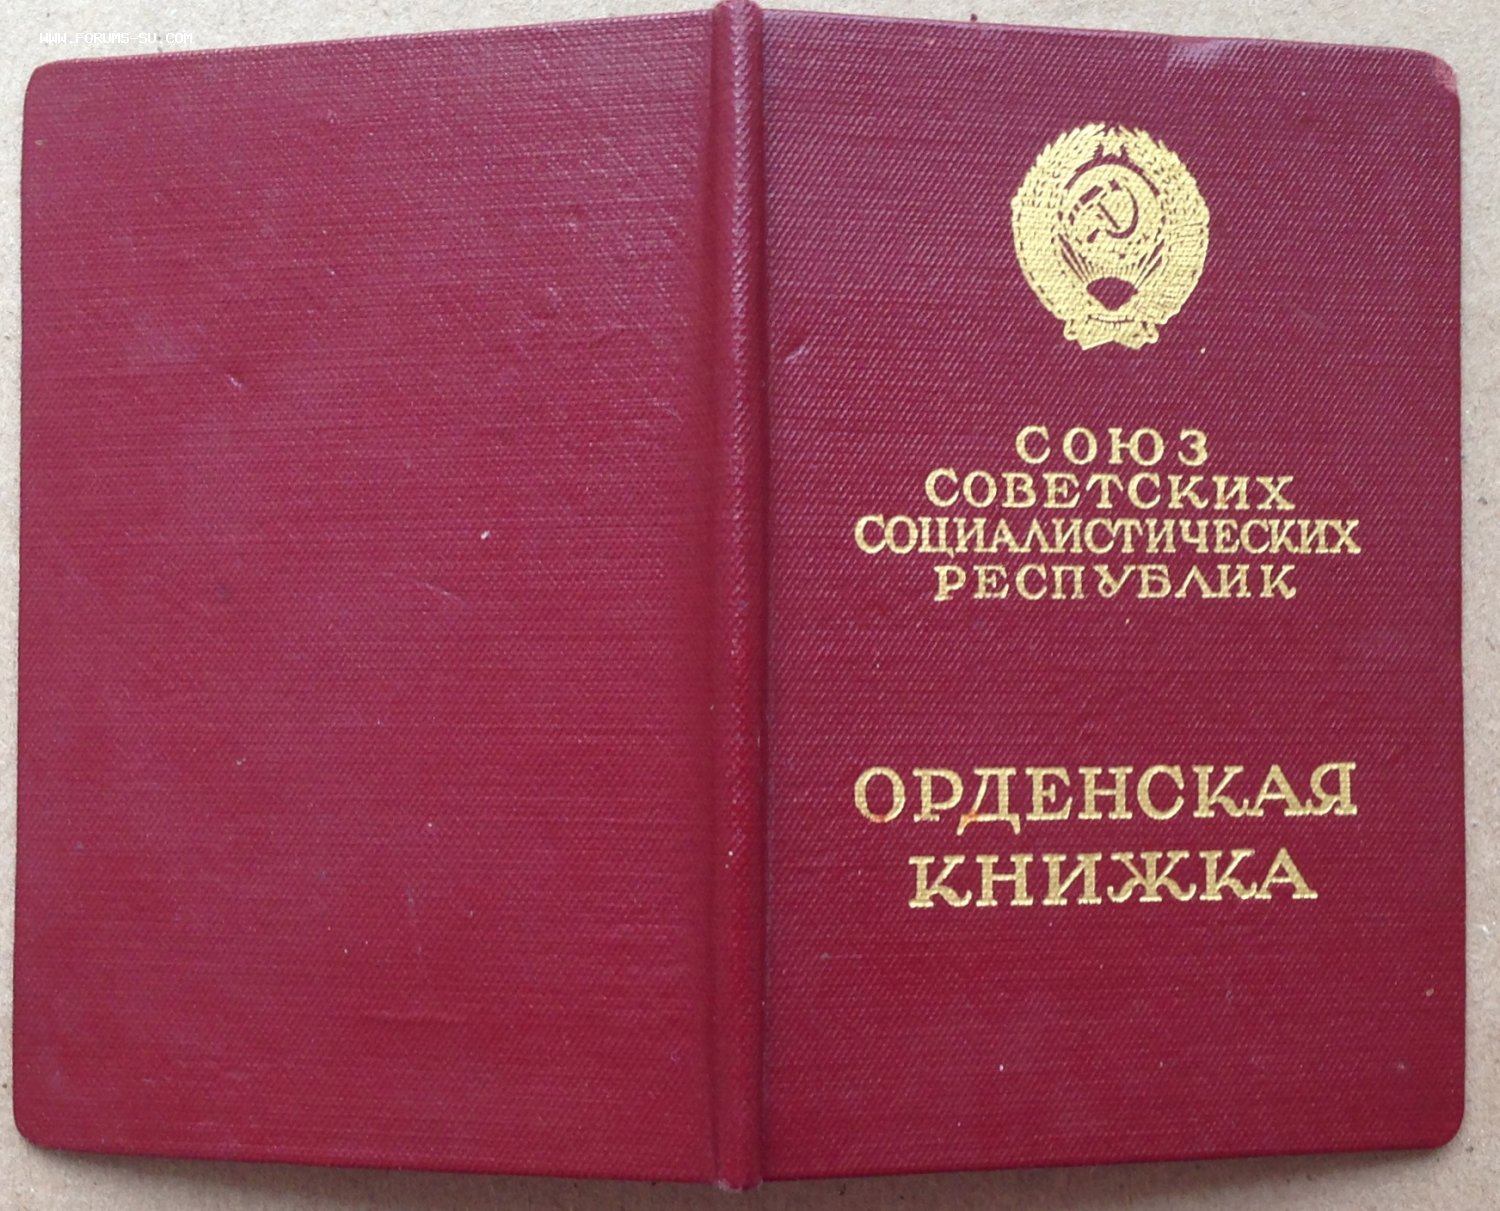 WWW.FORUMS-SU.COM
СОЮЗ
СОВЕТСКИХ
СОЦИАЛИСТИЧЕСКИХ
РЕСПУБЛИК
ОРДЕНСКАЯ
КНИЖКА